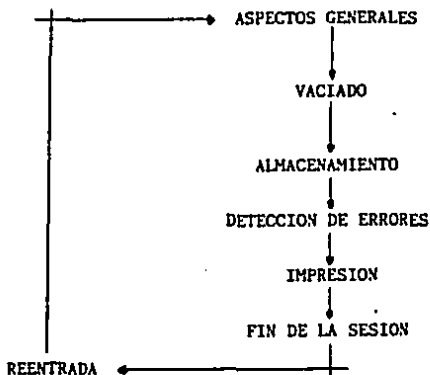 ASPECTOS GENERALES
VACIADO
ALMACENAMIENTO
DETECCION DE ERRORES
IMPRESION
FIN DE LA SESION
REENTRADA